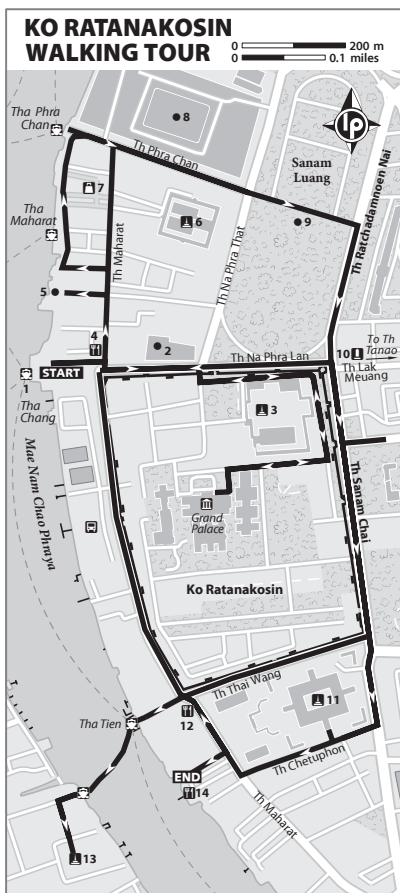 KO RATANAKOSIN
WALKING TOUR
0 200 m
0 0.1 miles
Tha Phra
Chan
8
Th Phra Chan
lp
Sanam
Luang
7
Tha
Maharat
6
9
Th Ratchadamnoen Nai
Th Maharat
Th Na Phra That
5
4
2
Th Na Phra Lan
10
To Th
Tanao
Th Lak
Meuang
START
1
Tha
Chang
3
Mae Nam Chao Phraya
Th Sanam Chai
Grand
Palace
Ko Ratanakosin
Th Thai Wang
11
Tha Tien
12
Th Chetuphon
END
14
Th Maharat
13